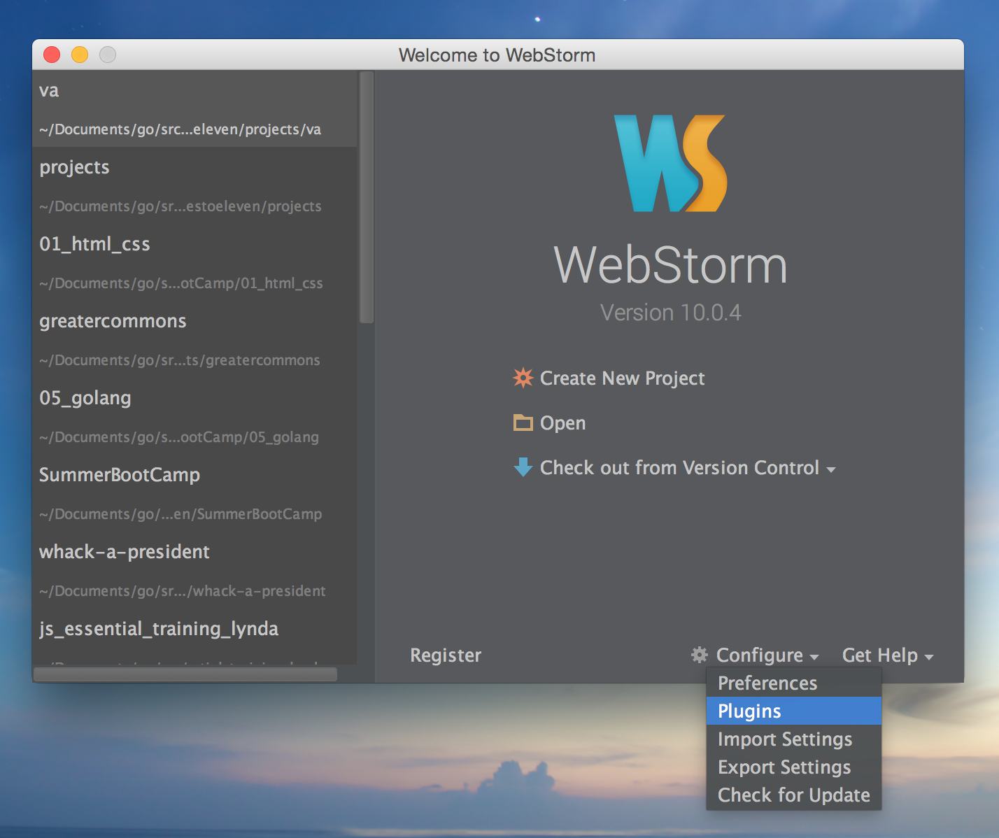 Welcome to WebStorm
va
~/Documents/go/src...eleven/projects/va
projects
~/Documents/go/sr...estoeleven/projects
01_html_css
~/Documents/go/s...otCamp/01_html_css
greatercommons
~/Documents/go/sr...ts/greatercommons
05_golang
~/Documents/go/s...ootCamp/05_golang
SummerBootCamp
~/Documents/go/...en/SummerBootCamp
whack-a-president
~/Documents/go/sr.../whack-a-president
js_essential_training_lynda
WS
WebStorm
Version 10.0.4
Create New Project
Open
Check out from Version Control
Register
Configure
Get Help
Preferences
Plugins
Import Settings
Export Settings
Check for Update